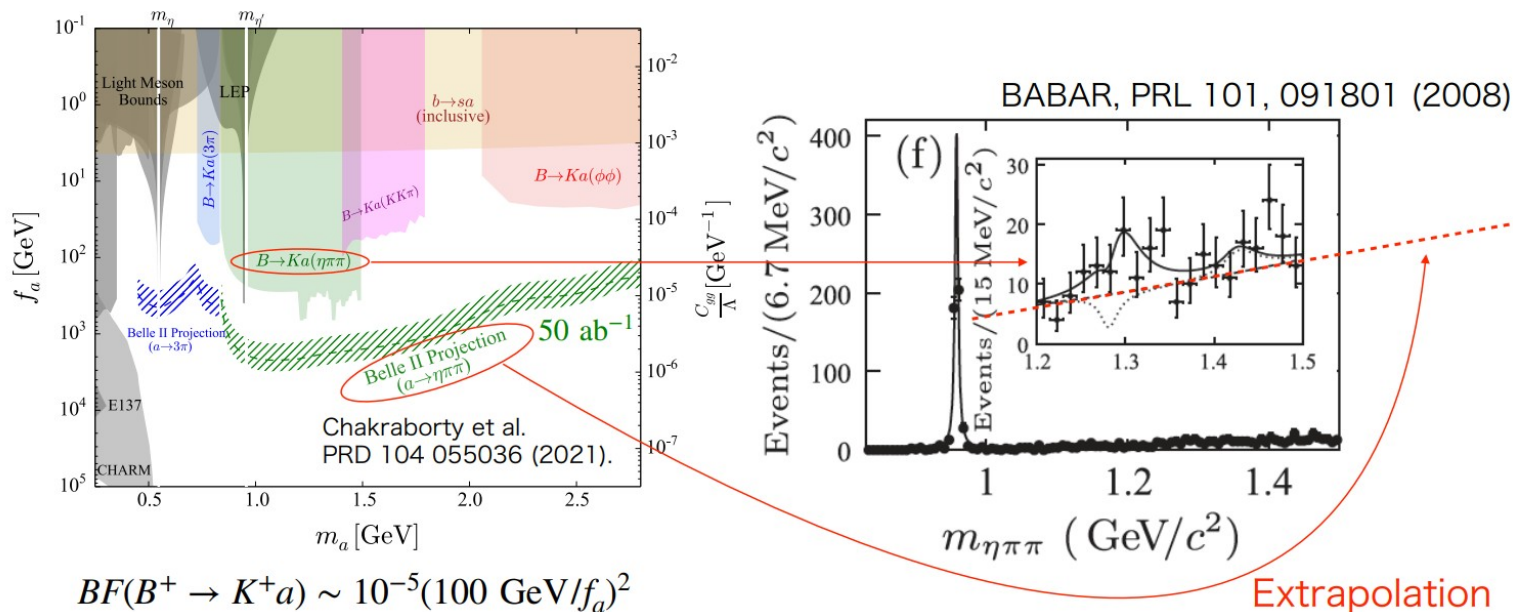 m_η
m_η′
10^{-1}
10^0
10^1
10^2
10^3
10^4
10^5
f_a [GeV]
Light Meson
Bounds
LEP
b→sa
(inclusive)
B→Ka(3π)
B→Ka(ηππ)
B→Ka(KKπ)
B→Ka(φφ)
Belle II Projection
(a→3π)
Belle II Projection
(a→ηππ)
50 ab^{-1}
E137
CHARM
Chakraborty et al.
PRD 104 055036 (2021).
10^{-2}
10^{-3}
10^{-4}
10^{-5}
10^{-6}
10^{-7}
C_{gg}/Λ [GeV^{-1}]
0.5 1.0 1.5 2.0 2.5
m_a [GeV]
BF(B^+ → K^+a) ~ 10^{-5}(100 GeV/f_a)^2
BABAR, PRL 101, 091801 (2008)
Events/(6.7 MeV/c^2)
400
300
200
100
0
(f)
Events/(15 MeV/c^2)
30
20
10
0
1.2 1.3 1.4 1.5
1 1.2 1.4
m_{ηππ} (GeV/c^2)
Extrapolation